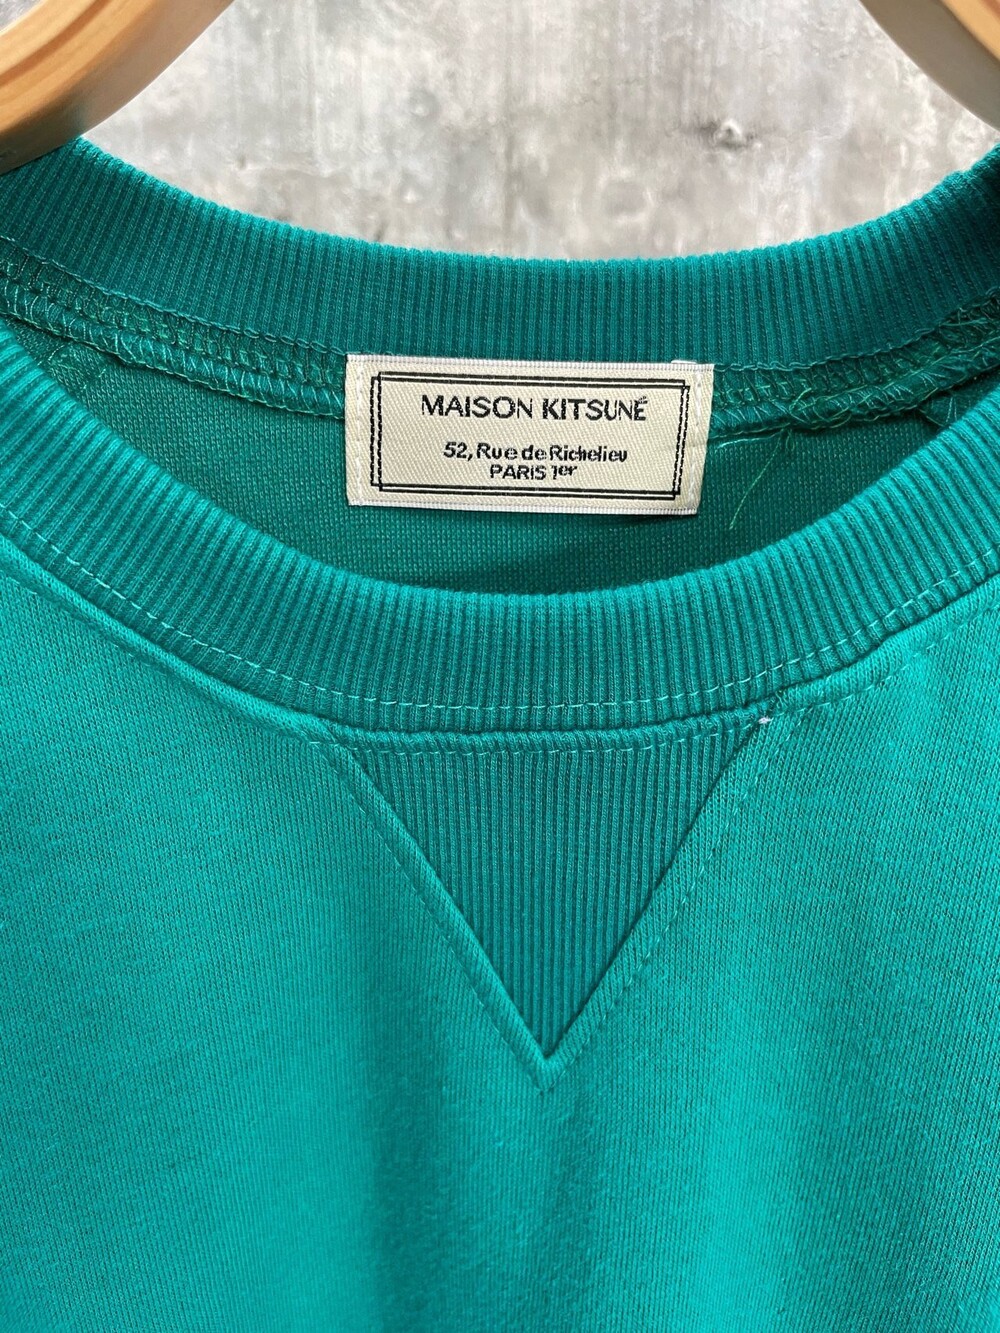 MAISON KITSUNÉ
52, Rue de Richelieu
PARIS 1er